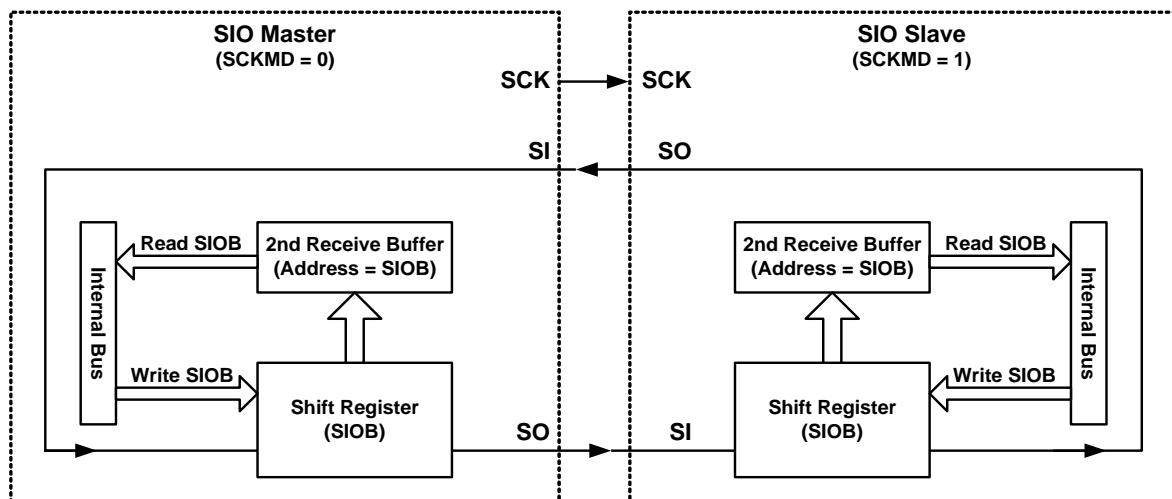 SIO Master
(SCKMD = 0)
SIO Slave
(SCKMD = 1)
SCK
SCK
SI
SO
Read SIOB
2nd Receive Buffer
(Address = SIOB)
2nd Receive Buffer
(Address = SIOB)
Read SIOB
Internal Bus
Internal Bus
Write SIOB
Shift Register
(SIOB)
Shift Register
(SIOB)
Write SIOB
SO
SI